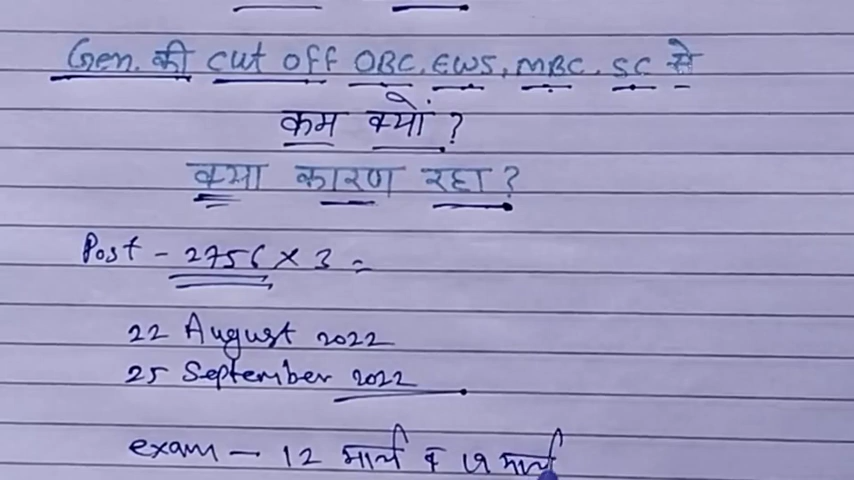 Gen. की cut off OBC, EWS, MBC, SC से
कम क्यों ?
क्या कारण रहा ?
Post - 2756 × 3 =
22 August 2022
25 September 2022
exam - 12 मार्च व 19 मार्च